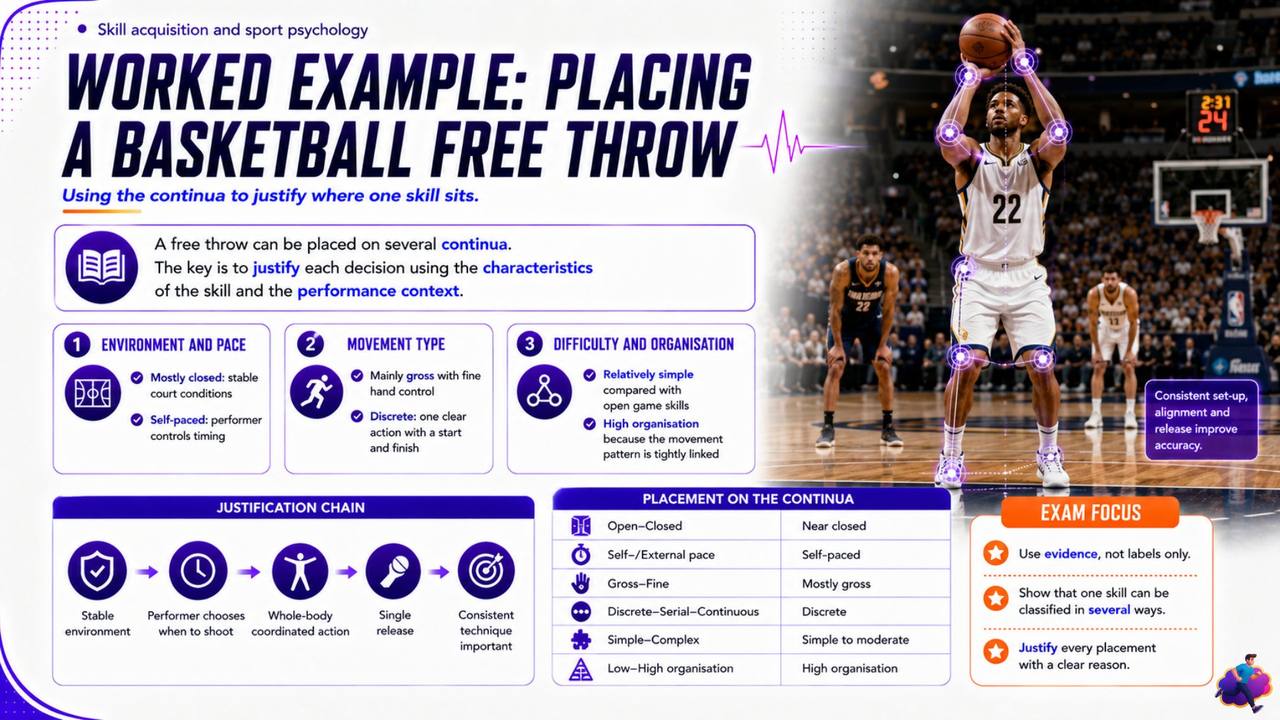 Skill acquisition and sport psychology
WORKED EXAMPLE: PLACING
A BASKETBALL FREE THROW
Using the continua to justify where one skill sits.
A free throw can be placed on several continua.
The key is to justify each decision using the characteristics
of the skill and the performance context.
1 ENVIRONMENT AND PACE
Mostly closed: stable
court conditions
Self-paced: performer
controls timing
2 MOVEMENT TYPE
Mainly gross with fine
hand control
Discrete: one clear
action with a start
and finish
3 DIFFICULTY AND ORGANISATION
Relatively simple
compared with
open game skills
High organisation
because the movement
pattern is tightly linked
2:31
24
22
22
13
NBA
Consistent set-up,
alignment and
release improve
accuracy.
JUSTIFICATION CHAIN
Stable
environment
Performer chooses
when to shoot
Whole-body
coordinated action
Single
release
Consistent
technique
important
PLACEMENT ON THE CONTINUA
Open–Closed Near closed
Self-/External pace Self-paced
Gross–Fine Mostly gross
Discrete–Serial–Continuous Discrete
Simple–Complex Simple to moderate
Low–High organisation High organisation
EXAM FOCUS
Use evidence, not labels only.
Show that one skill can be
classified in several ways.
Justify every placement
with a clear reason.